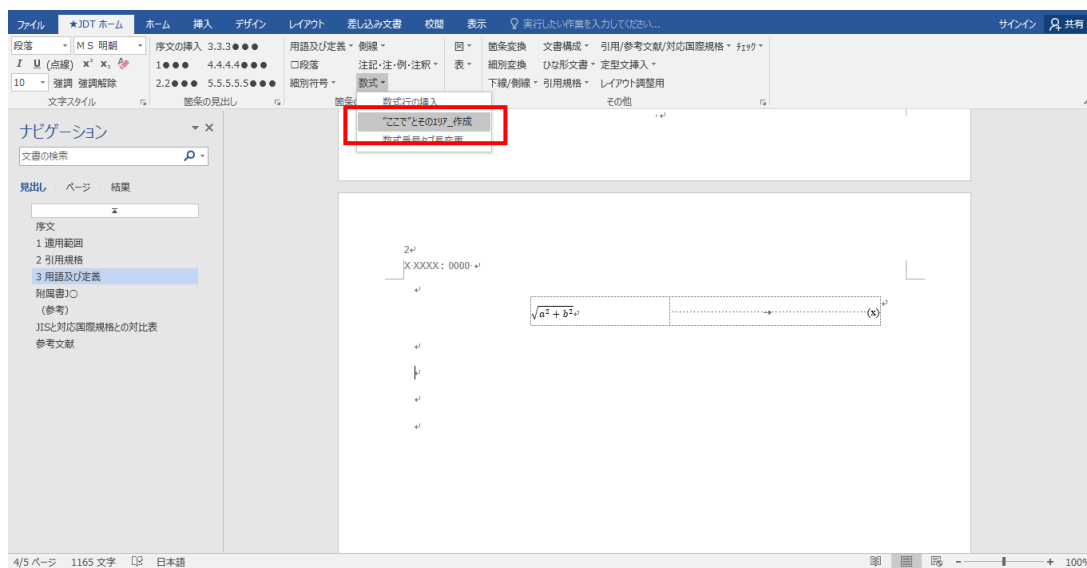 ファイル ★JDT ホーム ホーム 挿入 デザイン レイアウト 差し込み文書 校閲 表示 実行したい作業を入力してください... サインイン 共有
段落 ＭＳ 明朝 序文の挿入 3.3.3●●● 用語及び定義 側線 図 箇条変換 文書構成 引用/参考文献/対応国際規格 ﾁｪｯｸ
I U (点線) x² x₂ 1●●● 4.4.4.4●●● □段落 注記・注・例・注釈 表 細別変換 ひな形文書 定型文挿入
10 強調 強調解除 2.2●●● 5.5.5.5.5●●● 細別符号 数式 下線/側線 引用規格 レイアウト調整用
文字スタイル 箇条の見出し 箇条 その他
数式行の挿入
"ここで"とそのｴﾘｱ_作成
数式番号タブ長変更
ナビゲーション
文書の検索
見出し ページ 結果
序文
1 適用範囲
2 引用規格
3 用語及び定義
附属書J○
(参考)
JISと対応国際規格との対比表
参考文献
2
X XXXX : 0000
√a² + b² (x)
4/5 ページ 1165 文字 日本語 100%